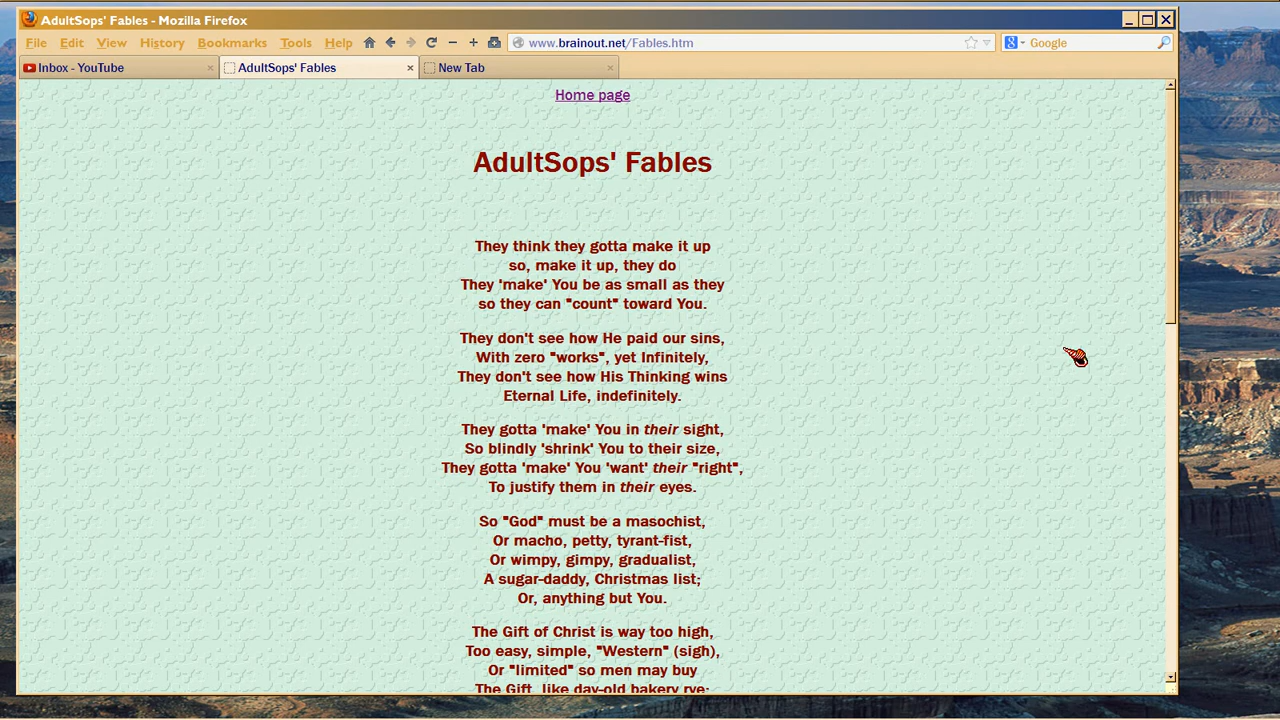 AdultSops' Fables - Mozilla Firefox
File Edit View History Bookmarks Tools Help
www.brainout.net/Fables.htm
Google
Inbox - YouTube
AdultSops' Fables
New Tab
Home page
AdultSops' Fables
They think they gotta make it up
so, make it up, they do
They 'make' You be as small as they
so they can "count" toward You.
They don't see how He paid our sins,
With zero "works", yet Infinitely,
They don't see how His Thinking wins
Eternal Life, indefinitely.
They gotta 'make' You in their sight,
So blindly 'shrink' You to their size,
They gotta 'make' You 'want' their "right",
To justify them in their eyes.
So "God" must be a masochist,
Or macho, petty, tyrant-fist,
Or wimpy, gimpy, gradualist,
A sugar-daddy, Christmas list;
Or, anything but You.
The Gift of Christ is way too high,
Too easy, simple, "Western" (sigh),
Or "limited" so men may buy
The Gift, like day-old bakery rye;